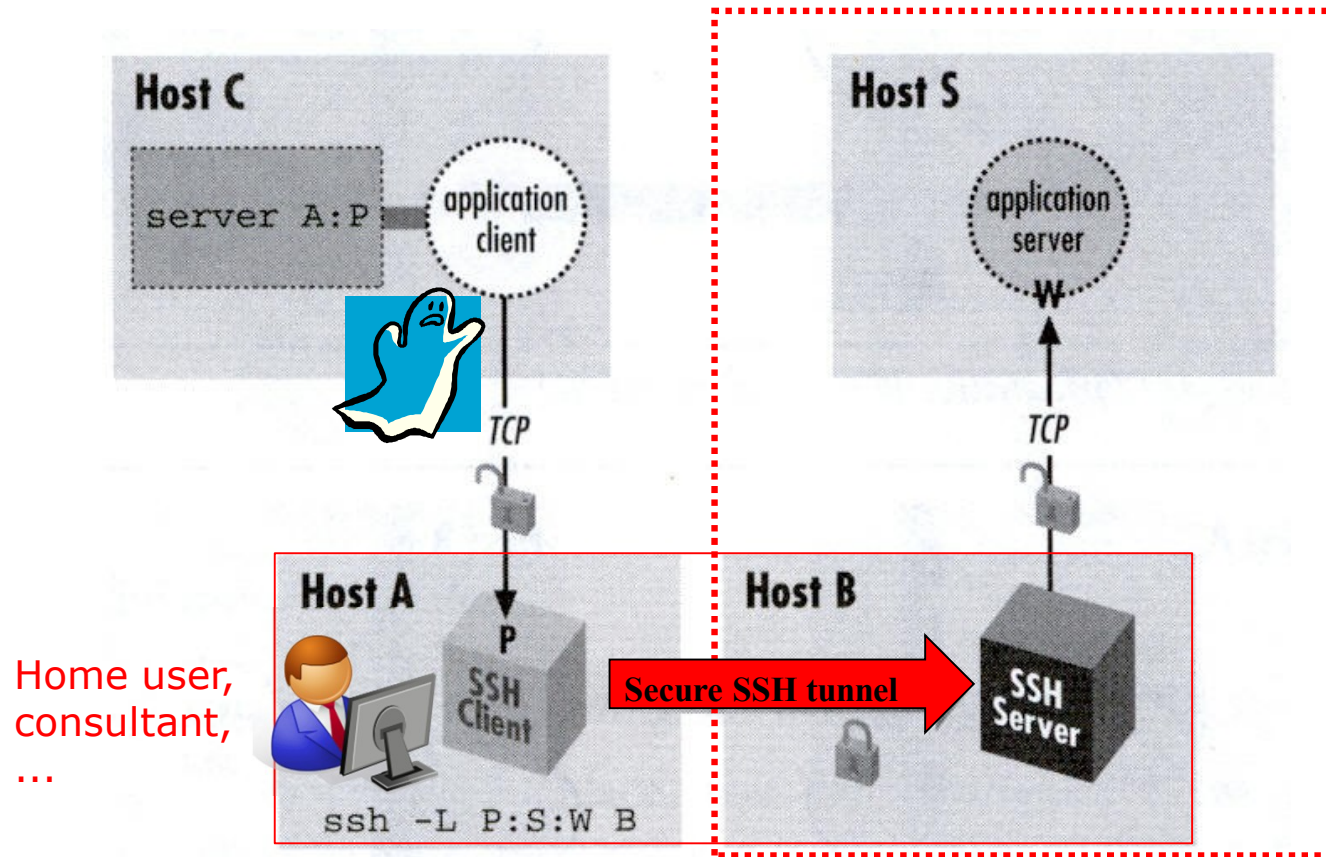 Host C
server A:P
application
client
TCP
Host S
application
server
W
TCP
Home user,
consultant,
...
Host A
P
SSH
Client
ssh -L P:S:W B
Secure SSH tunnel
Host B
SSH
Server